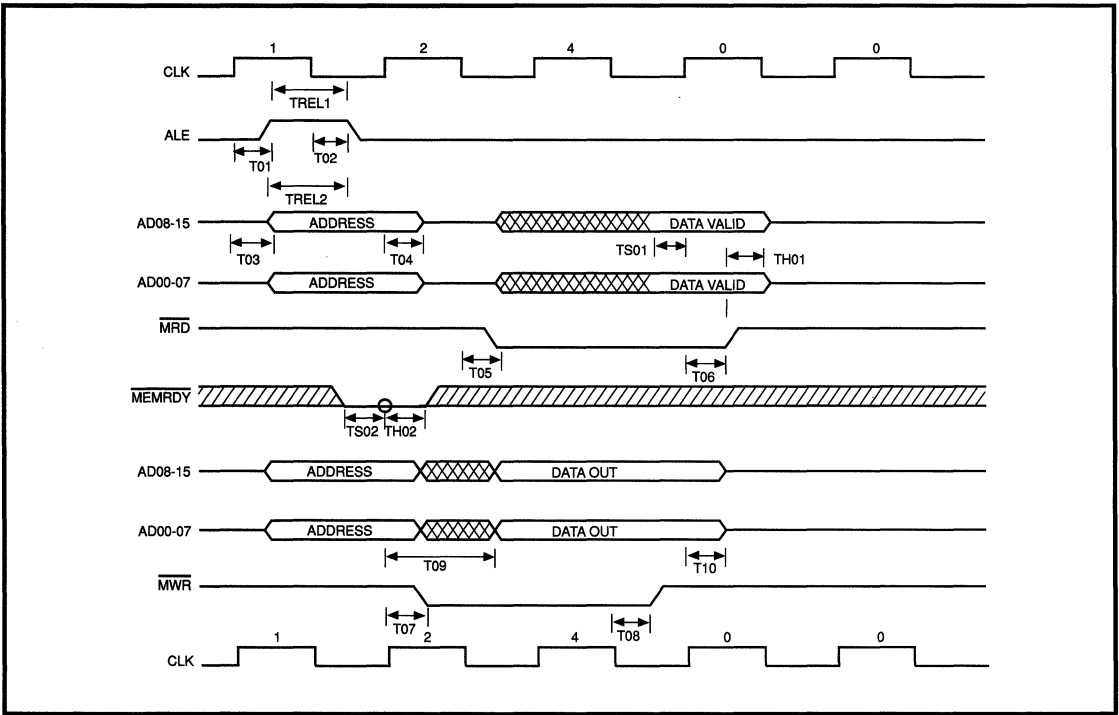 1 2 4 0 0
CLK
TREL1
ALE
T01 T02
TREL2
AD08-15 ADDRESS DATA VALID
T03 T04 TS01 TH01
AD00-07 ADDRESS DATA VALID
MRD
T05 T06
MEMRDY
TS02 TH02
AD08-15 ADDRESS DATA OUT
AD00-07 ADDRESS DATA OUT
T09 T10
MWR
T07 T08
1 2 4 0 0
CLK